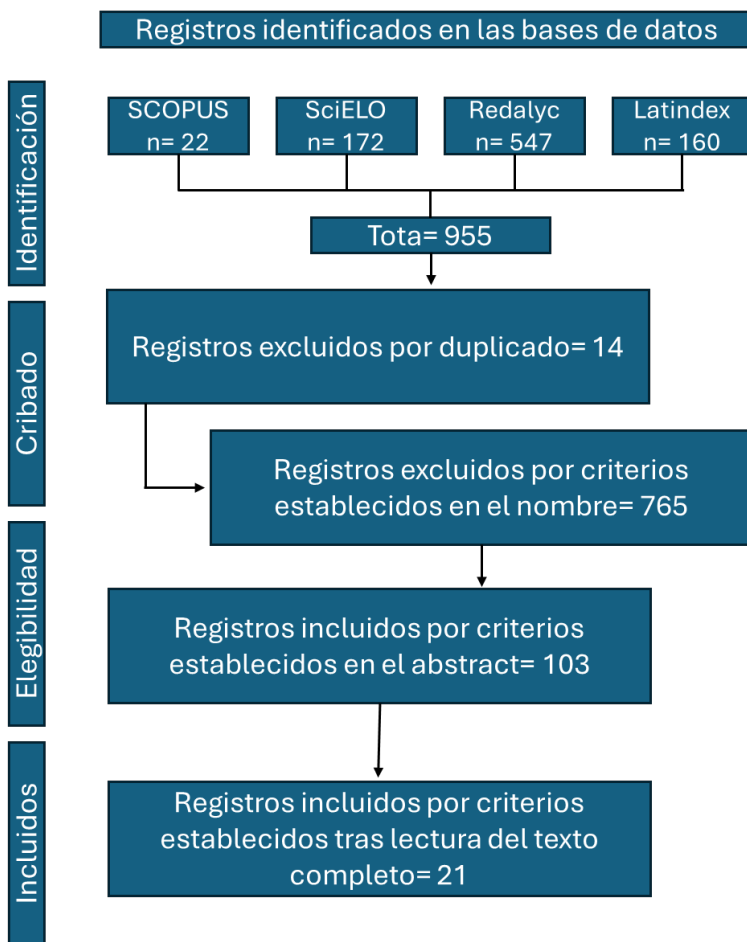 Registros identificados en las bases de datos
Identificación
SCOPUS
n= 22
SciELO
n= 172
Redalyc
n= 547
Latindex
n= 160
Tota= 955
Cribado
Registros excluidos por duplicado= 14
Registros excluidos por criterios
establecidos en el nombre= 765
Elegibilidad
Registros incluidos por criterios
establecidos en el abstract= 103
Incluidos
Registros incluidos por criterios
establecidos tras lectura del texto
completo= 21